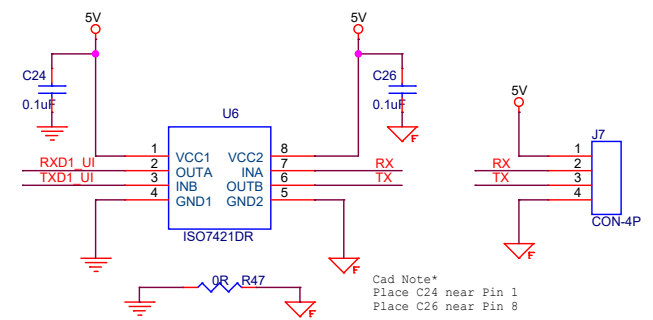 5V
5V
C24
0.1uF
C26
0.1uF
5V
U6
J7
1
VCC1
VCC2
8
RXD1_UI
2
OUTA
INA
7
RX
TXD1_UI
3
INB
OUTB
6
TX
4
GND1
GND2
5
ISO7421DR
F
F
1
RX
2
TX
3
4
CON-4P
F
0R
R47
F
Cad Note*
Place C24 near Pin 1
Place C26 near Pin 8